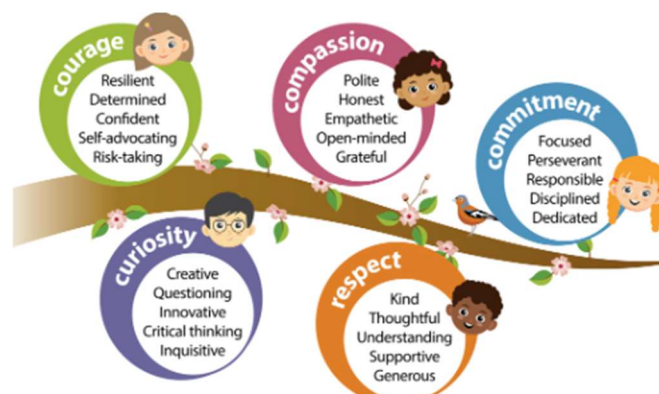 courage
Resilient
Determined
Confident
Self-advocating
Risk-taking
compassion
Polite
Honest
Empathetic
Open-minded
Grateful
commitment
Focused
Perseverant
Responsible
Disciplined
Dedicated
curiosity
Creative
Questioning
Innovative
Critical thinking
Inquisitive
respect
Kind
Thoughtful
Understanding
Supportive
Generous